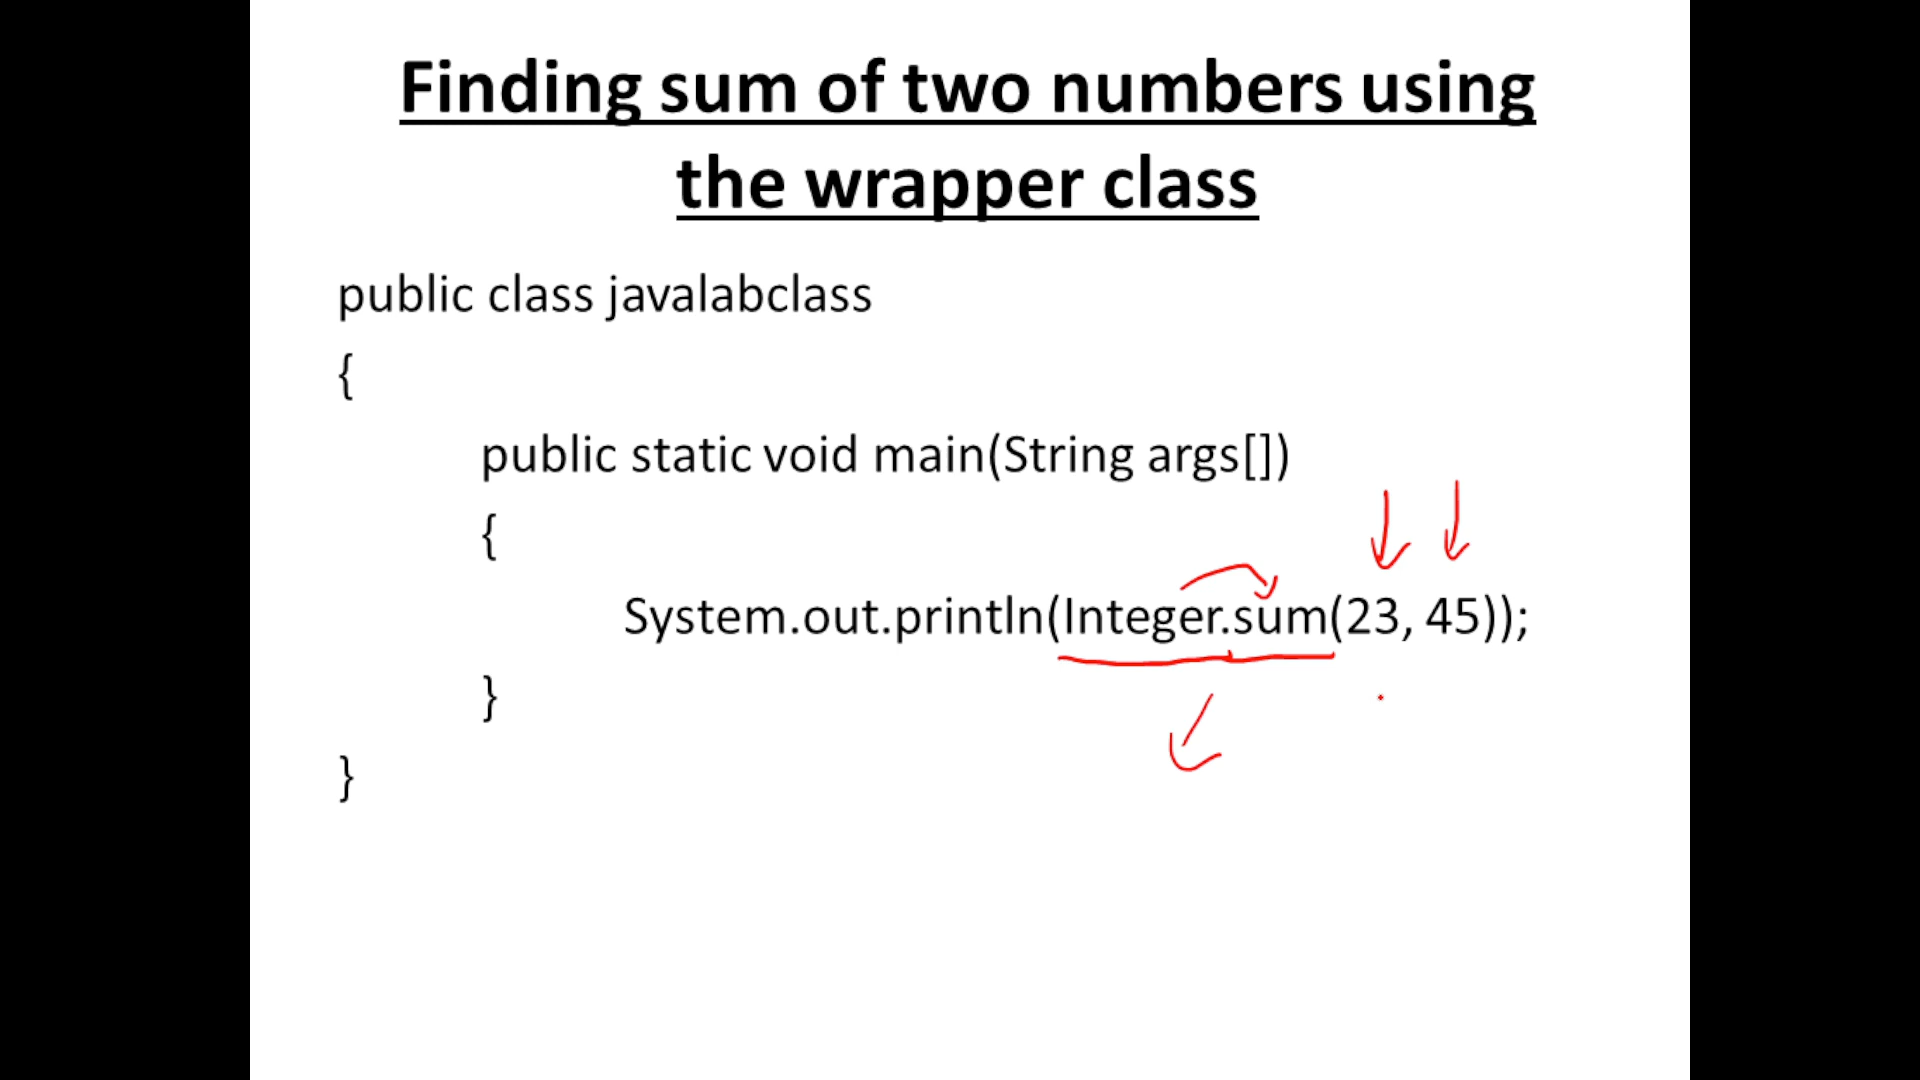 Finding sum of two numbers using
the wrapper class
public class javalabclass
{
public static void main(String args[])
{
System.out.println(Integer.sum(23, 45));
}
}